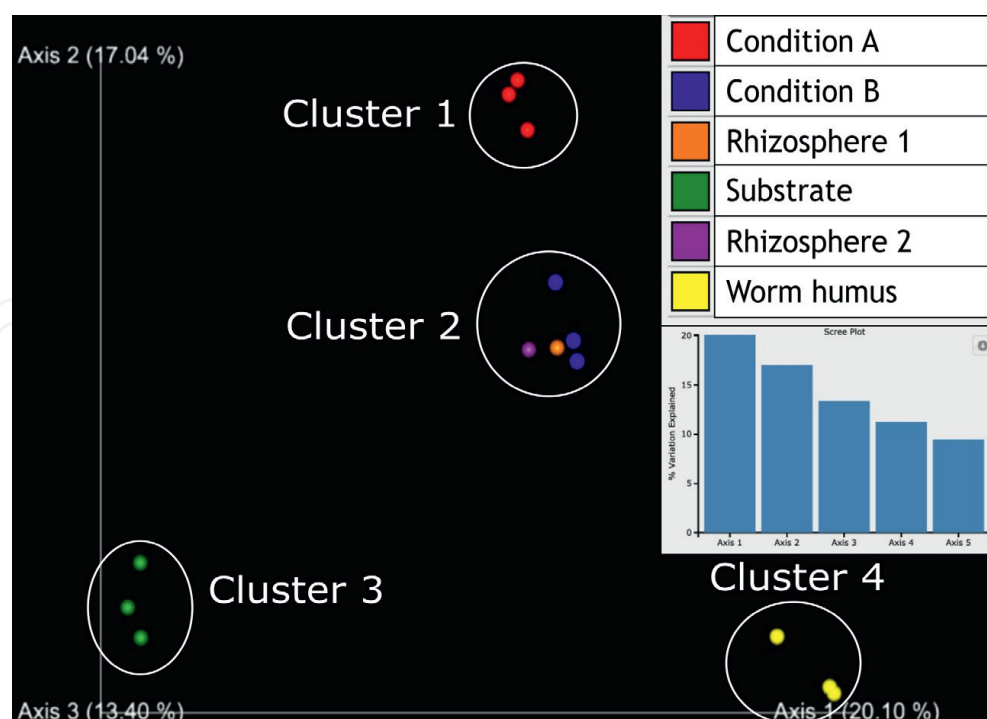 Axis 2 (17.04 %)
Cluster 1
Cluster 2
Cluster 3
Cluster 4
Axis 3 (13.40 %)
Axis 1 (20.10 %)
Condition A
Condition B
Rhizosphere 1
Substrate
Rhizosphere 2
Worm humus
Scree Plot
% Variation Explained
20
15
10
5
0
Axis 1
Axis 2
Axis 3
Axis 4
Axis 5